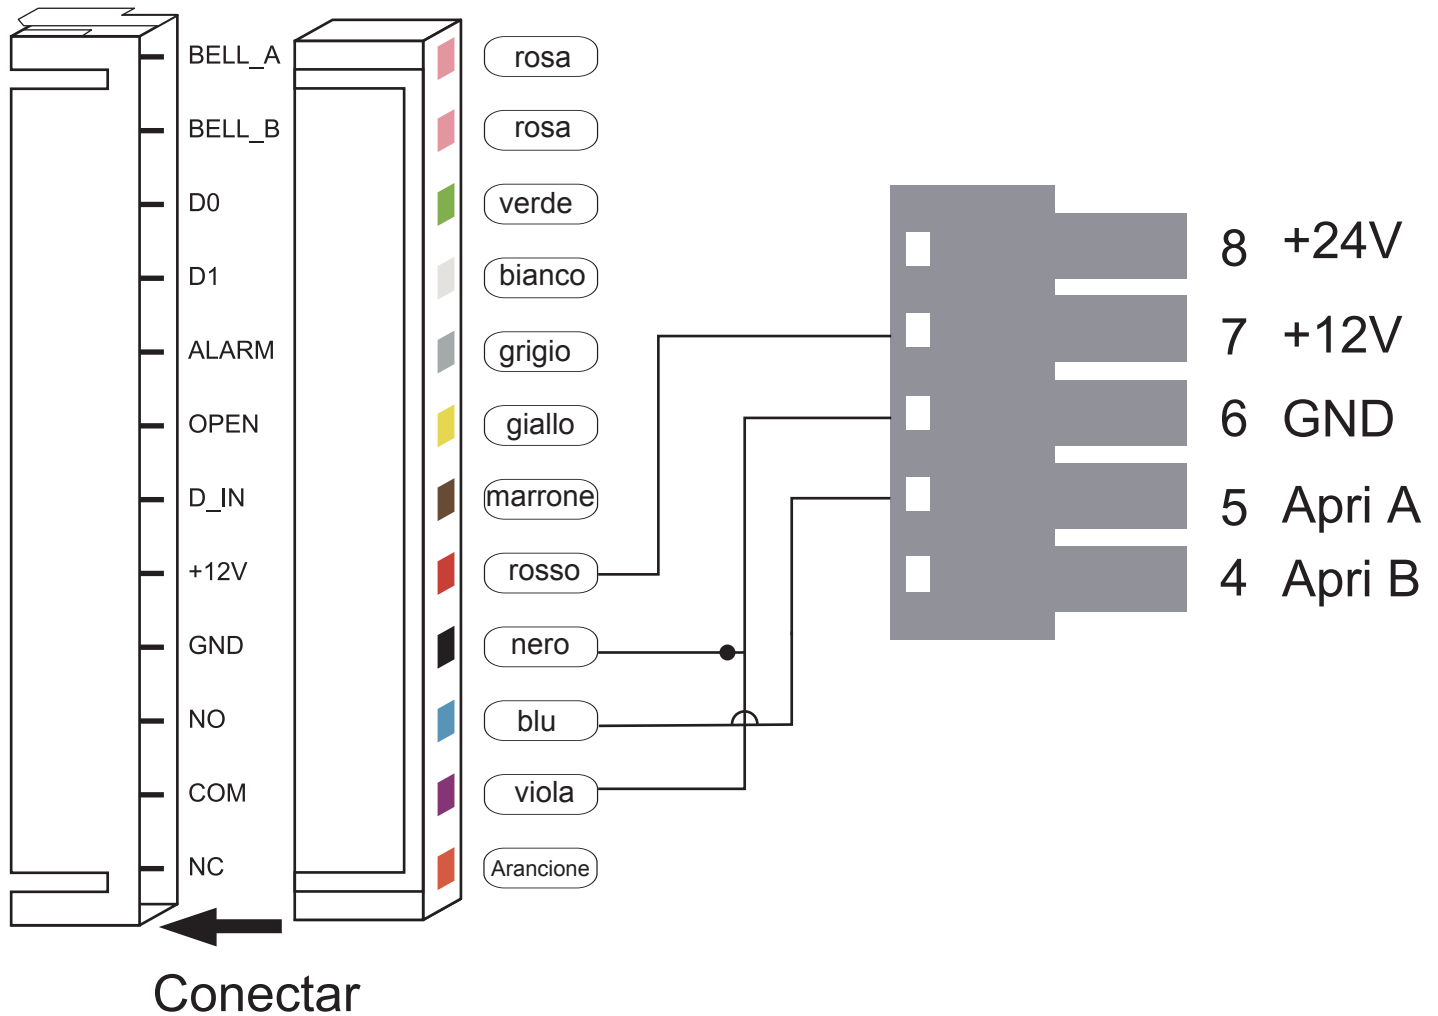 BELL_A rosa
BELL_B rosa
D0 verde
D1 bianco
ALARM grigio
OPEN giallo
D_IN marrone
+12V rosso
GND nero
NO blu
COM viola
NC Arancione
8 +24V
7 +12V
6 GND
5 Apri A
4 Apri B
Conectar